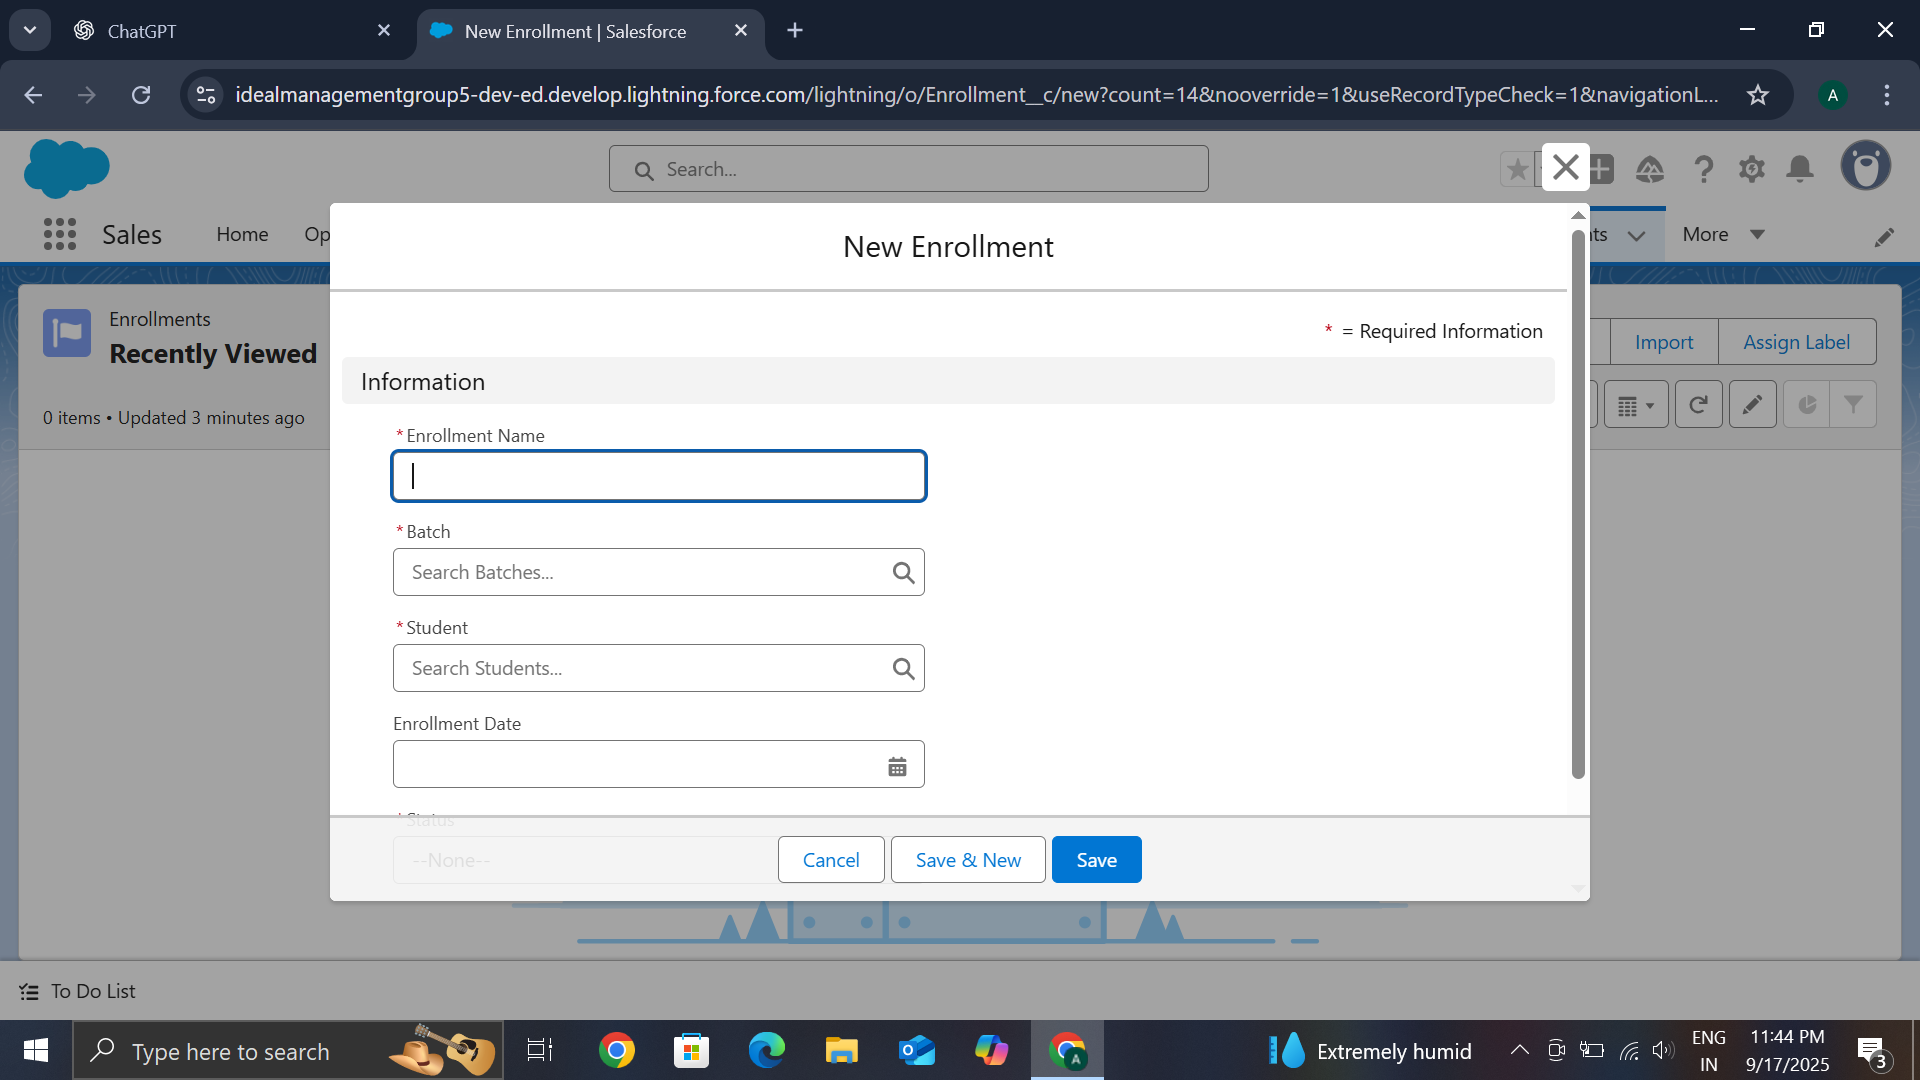 ChatGPT
New Enrollment | Salesforce
idealmanagementgroup5-dev-ed.develop.lightning.force.com/lightning/o/Enrollment__c/new?count=14&nooverride=1&useRecordTypeCheck=1&navigationL...
A
Search...
Sales
Home
Op
nts
More
New Enrollment
* = Required Information
Enrollments
Recently Viewed
Import
Assign Label
0 items • Updated 3 minutes ago
Information
*Enrollment Name
*Batch
Search Batches...
*Student
Search Students...
Enrollment Date
*Status
--None--
Cancel
Save & New
Save
To Do List
Type here to search
A
Extremely humid
ENG
IN
11:44 PM
9/17/2025
3